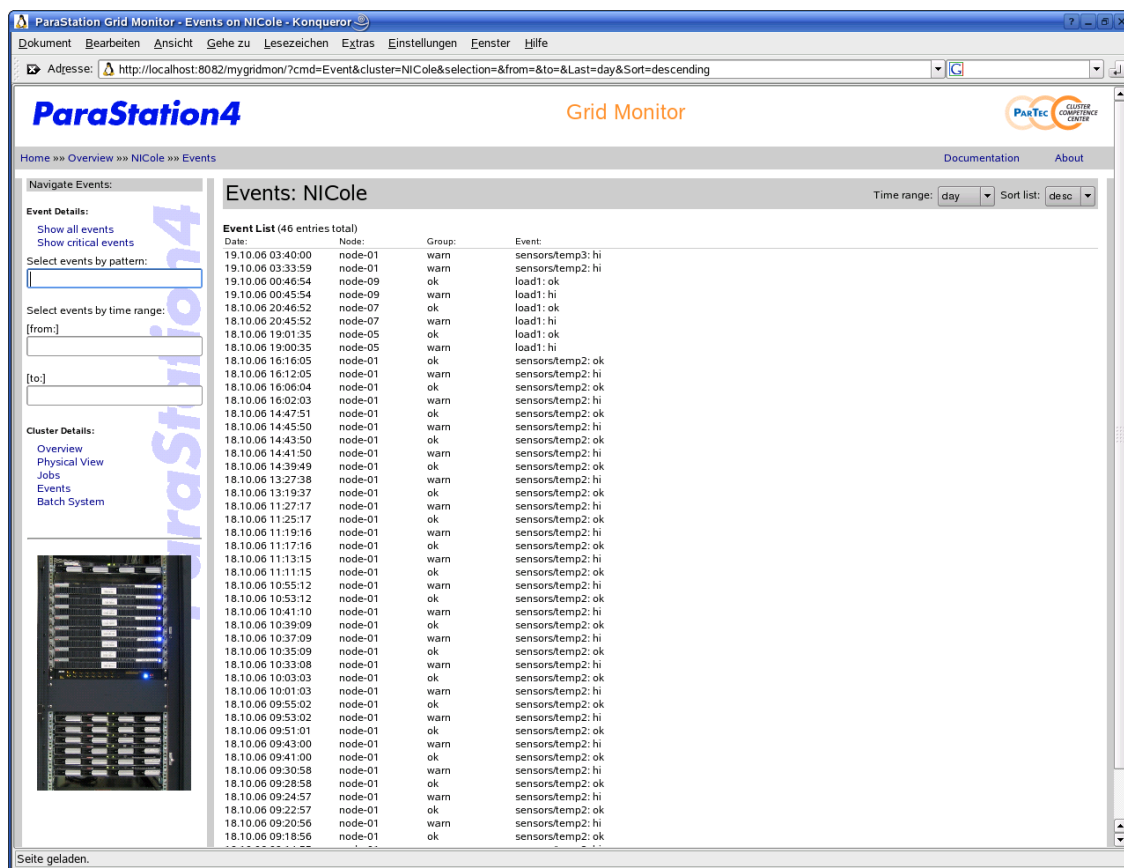 ParaStation Grid Monitor - Events on NICole - Konqueror
Dokument Bearbeiten Ansicht Gehe zu Lesezeichen Extras Einstellungen Fenster Hilfe
Adresse: http://localhost:8082/mygridmon/?cmd=Event&cluster=NICole&selection=&from=&to=&Last=day&Sort=descending
ParaStation4 Grid Monitor PARTEC CLUSTER COMPETENCE CENTER
Home »» Overview »» NICole »» Events Documentation About
Navigate Events:
Event Details:
Show all events
Show critical events
Select events by pattern:
Select events by time range:
[from:]
[to:]
Cluster Details:
Overview
Physical View
Jobs
Events
Batch System
ParaStation4
Events: NICole Time range: day Sort list: desc
Event List (46 entries total)
Date: Node: Group: Event:
19.10.06 03:40:00 node-01 warn sensors/temp3: hi
19.10.06 03:33:59 node-01 warn sensors/temp2: hi
19.10.06 00:46:54 node-09 ok load1: ok
19.10.06 00:45:54 node-09 warn load1: hi
18.10.06 20:46:52 node-07 ok load1: ok
18.10.06 20:45:52 node-07 warn load1: hi
18.10.06 19:01:35 node-05 ok load1: ok
18.10.06 19:00:35 node-05 warn load1: hi
18.10.06 16:16:05 node-01 ok sensors/temp2: ok
18.10.06 16:12:05 node-01 warn sensors/temp2: hi
18.10.06 16:06:04 node-01 ok sensors/temp2: ok
18.10.06 16:02:03 node-01 warn sensors/temp2: hi
18.10.06 14:47:51 node-01 ok sensors/temp2: ok
18.10.06 14:45:50 node-01 warn sensors/temp2: hi
18.10.06 14:43:50 node-01 ok sensors/temp2: ok
18.10.06 14:41:50 node-01 warn sensors/temp2: hi
18.10.06 14:39:49 node-01 ok sensors/temp2: ok
18.10.06 13:27:38 node-01 warn sensors/temp2: hi
18.10.06 13:19:37 node-01 ok sensors/temp2: ok
18.10.06 11:27:17 node-01 warn sensors/temp2: hi
18.10.06 11:25:17 node-01 ok sensors/temp2: ok
18.10.06 11:19:16 node-01 warn sensors/temp2: hi
18.10.06 11:17:16 node-01 ok sensors/temp2: ok
18.10.06 11:13:15 node-01 warn sensors/temp2: hi
18.10.06 11:11:15 node-01 ok sensors/temp2: ok
18.10.06 10:55:12 node-01 warn sensors/temp2: hi
18.10.06 10:53:12 node-01 ok sensors/temp2: ok
18.10.06 10:41:10 node-01 warn sensors/temp2: hi
18.10.06 10:39:09 node-01 ok sensors/temp2: ok
18.10.06 10:37:09 node-01 warn sensors/temp2: hi
18.10.06 10:35:09 node-01 ok sensors/temp2: ok
18.10.06 10:33:08 node-01 warn sensors/temp2: hi
18.10.06 10:03:03 node-01 ok sensors/temp2: ok
18.10.06 10:01:03 node-01 warn sensors/temp2: hi
18.10.06 09:55:02 node-01 ok sensors/temp2: ok
18.10.06 09:53:02 node-01 warn sensors/temp2: hi
18.10.06 09:51:01 node-01 ok sensors/temp2: ok
18.10.06 09:43:00 node-01 warn sensors/temp2: hi
18.10.06 09:41:00 node-01 ok sensors/temp2: ok
18.10.06 09:30:58 node-01 warn sensors/temp2: hi
18.10.06 09:28:58 node-01 ok sensors/temp2: ok
18.10.06 09:24:57 node-01 warn sensors/temp2: hi
18.10.06 09:22:57 node-01 ok sensors/temp2: ok
18.10.06 09:20:56 node-01 warn sensors/temp2: hi
18.10.06 09:18:56 node-01 ok sensors/temp2: ok
Seite geladen.